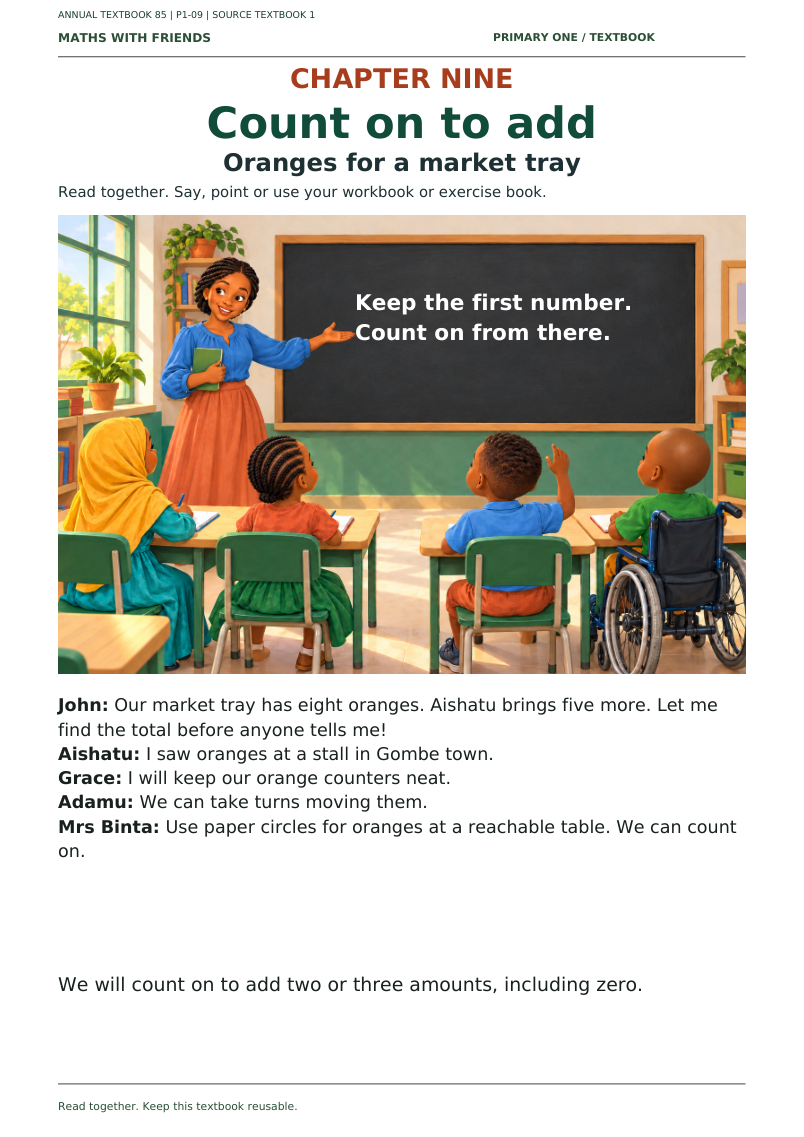 ANNUAL TEXTBOOK 85 | P1-09 | SOURCE TEXTBOOK 1
MATHS WITH FRIENDS
PRIMARY ONE / TEXTBOOK
CHAPTER NINE
Count on to add
Oranges for a market tray
Read together. Say, point or use your workbook or exercise book.
Keep the first number.
Count on from there.
John: Our market tray has eight oranges. Aishatu brings five more. Let me
find the total before anyone tells me!
Aishatu: I saw oranges at a stall in Gombe town.
Grace: I will keep our orange counters neat.
Adamu: We can take turns moving them.
Mrs Binta: Use paper circles for oranges at a reachable table. We can count
on.
We will count on to add two or three amounts, including zero.
Read together. Keep this textbook reusable.